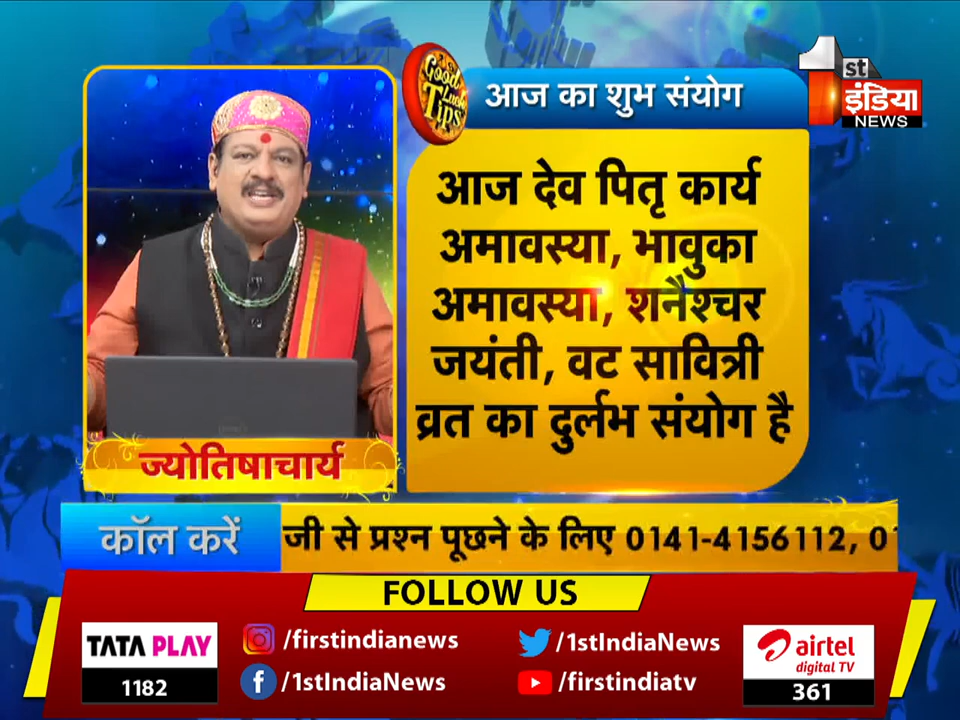 Good
Luck
Tips
आज का शुभ संयोग
1st
इंडिया
NEWS
आज देव पितृ कार्य
अमावस्या, भावुका
अमावस्या, शनैश्चर
जयंती, वट सावित्री
व्रत का दुर्लभ संयोग है
ज्योतिषाचार्य
कॉल करें
जी से प्रश्न पूछने के लिए 0141-4156112, 01
FOLLOW US
TATA PLAY
1182
/firstindianews
/1stIndiaNews
/1stIndiaNews
/firstindiatv
airtel
digital TV
361